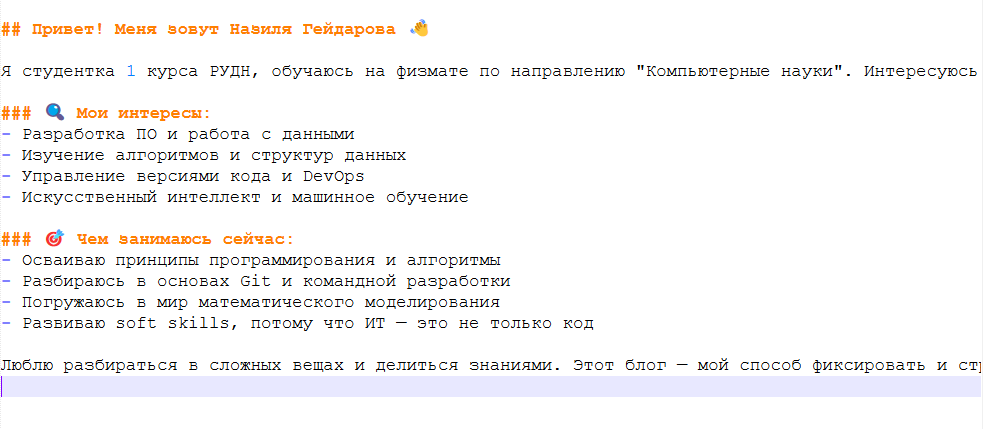 ## Привет! Меня зовут Назиля Гейдарова 👋
Я студентка 1 курса РУДН, обучаюсь на физмате по направлению "Компьютерные науки". Интересуюсь
### 🔍 Мои интересы:
- Разработка ПО и работа с данными
- Изучение алгоритмов и структур данных
- Управление версиями кода и DevOps
- Искусственный интеллект и машинное обучение
### 🎯 Чем занимаюсь сейчас:
- Осваиваю принципы программирования и алгоритмы
- Разбираюсь в основах Git и командной разработки
- Погружаюсь в мир математического моделирования
- Развиваю soft skills, потому что ИТ — это не только код
Люблю разбираться в сложных вещах и делиться знаниями. Этот блог — мой способ фиксировать и